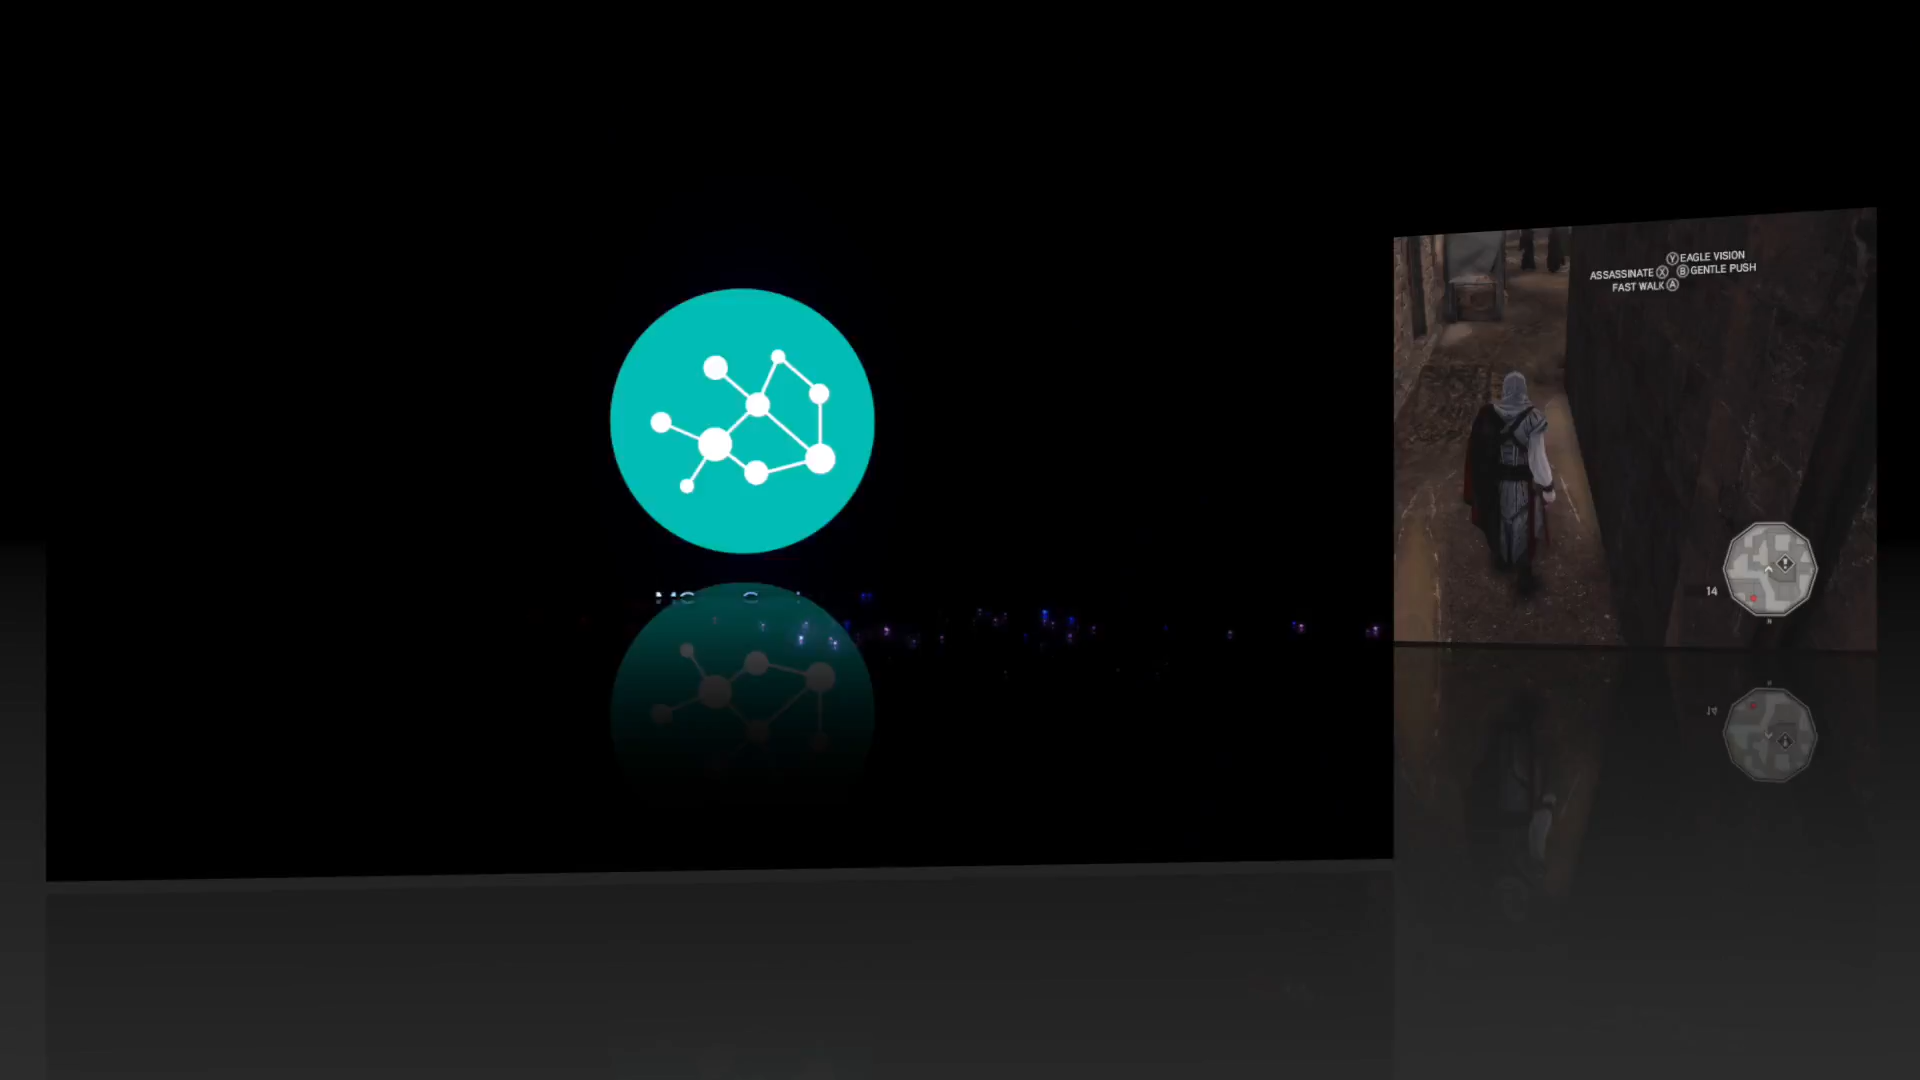 Ⓨ EAGLE VISION
ASSASSINATE Ⓧ Ⓑ GENTLE PUSH
FAST WALK Ⓐ
14
N